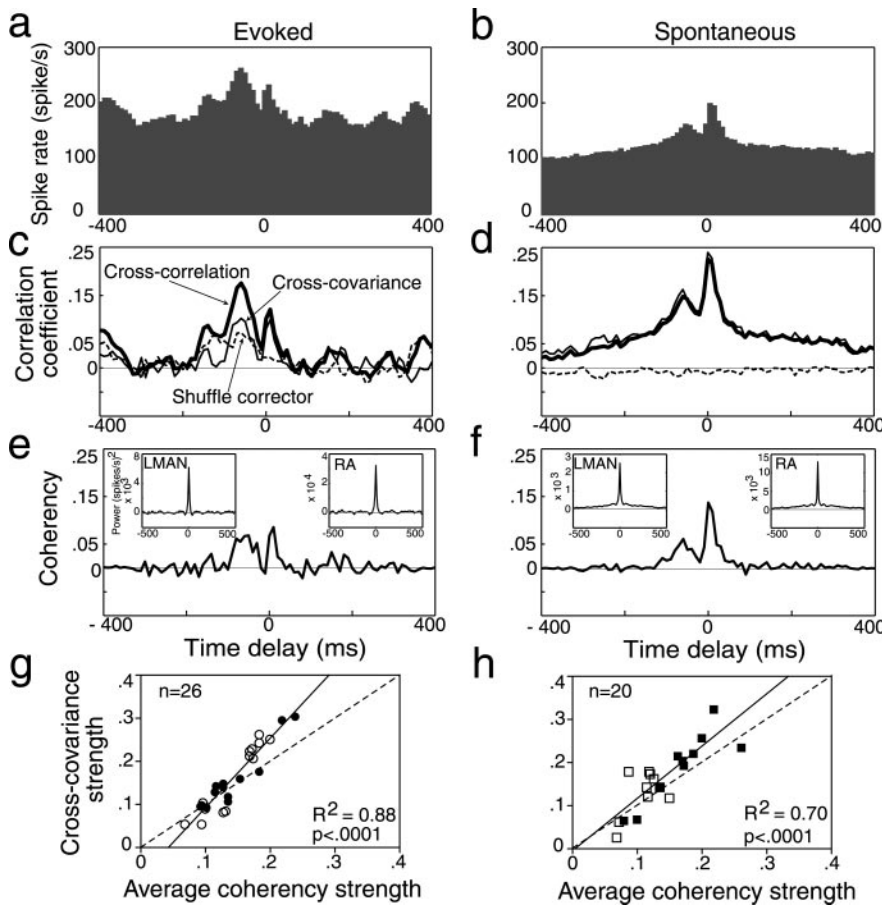 a Evoked
b Spontaneous
Spike rate (spike/s)
300
200
100
0
-400 0 400
300
200
100
0
-400 0 400
c
Correlation
coefficient
.25
.15
.05
0
Cross-correlation
Cross-covariance
Shuffle corrector
-400 400
d
.25
.15
.05
0
-400 0 400
e
Coherency
.25
.15
.05
0
Power (spikes/s)2
x 103
LMAN
8
4
0
-500 0 500
RA
4
2
0
x 10-4
-500 0 500
- 400 0 400
Time delay (ms)
f
.25
.15
.05
0
LMAN
3
2
1
0
x 10 3
-500 0 500
RA
15
10
5
0
x 103
-500 0 500
-400 0 400
Time delay (ms)
g
Cross-covariance
strength
n=26
.4
.3
.2
.1
0
R2 = 0.88
p<.0001
0 .1 .2 .3 .4
Average coherency strength
h
n=20
.4
.3
.2
.1
0
R2 = 0.70
p<.0001
0 .1 .2 .3 .4
Average coherency strength